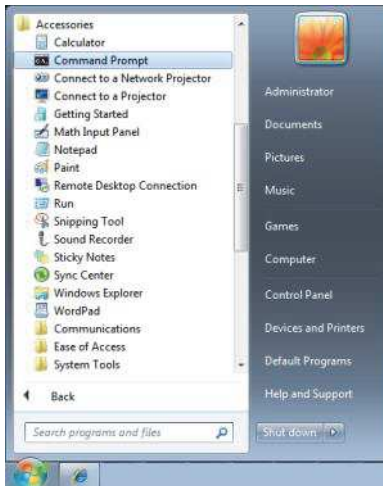 Accessories
Calculator
Command Prompt
Connect to a Network Projector
Connect to a Projector
Getting Started
Math Input Panel
Notepad
Paint
Remote Desktop Connection
Run
Snipping Tool
Sound Recorder
Sticky Notes
Sync Center
Windows Explorer
WordPad
Communications
Ease of Access
System Tools
Back
Search programs and files
Administrator
Documents
Pictures
Music
Games
Computer
Control Panel
Devices and Printers
Default Programs
Help and Support
Shut down